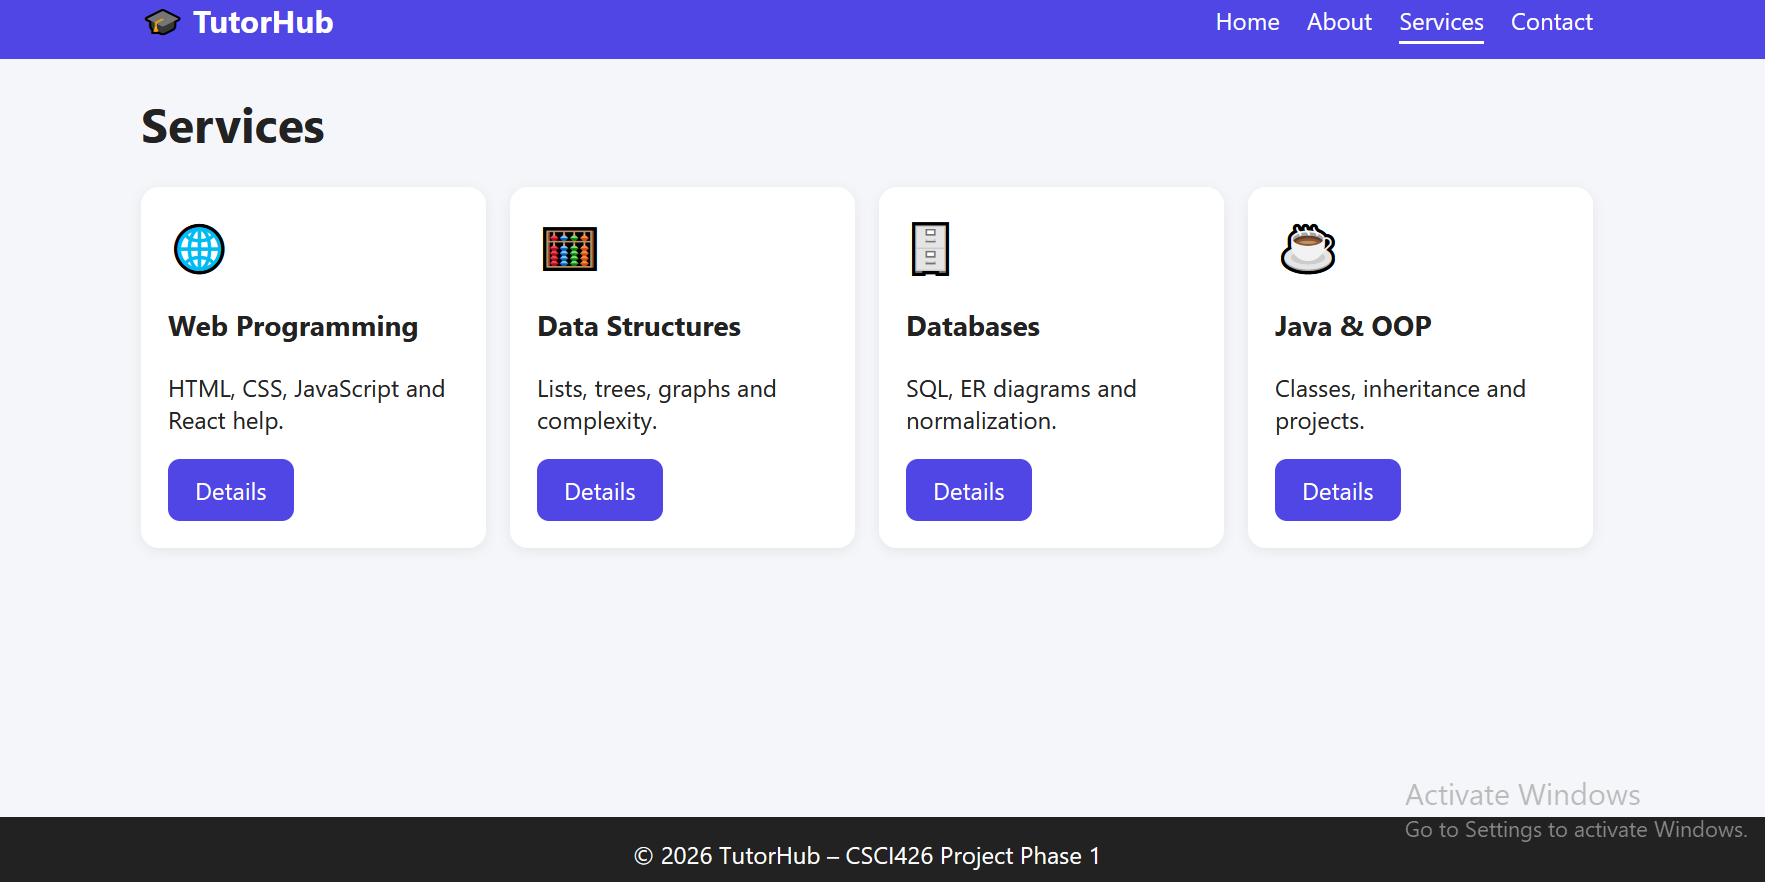 TutorHub
Home About Services Contact
Services
Web Programming
HTML, CSS, JavaScript and
React help.
Details
Data Structures
Lists, trees, graphs and
complexity.
Details
Databases
SQL, ER diagrams and
normalization.
Details
Java & OOP
Classes, inheritance and
projects.
Details
Activate Windows
Go to Settings to activate Windows.
© 2026 TutorHub – CSCI426 Project Phase 1